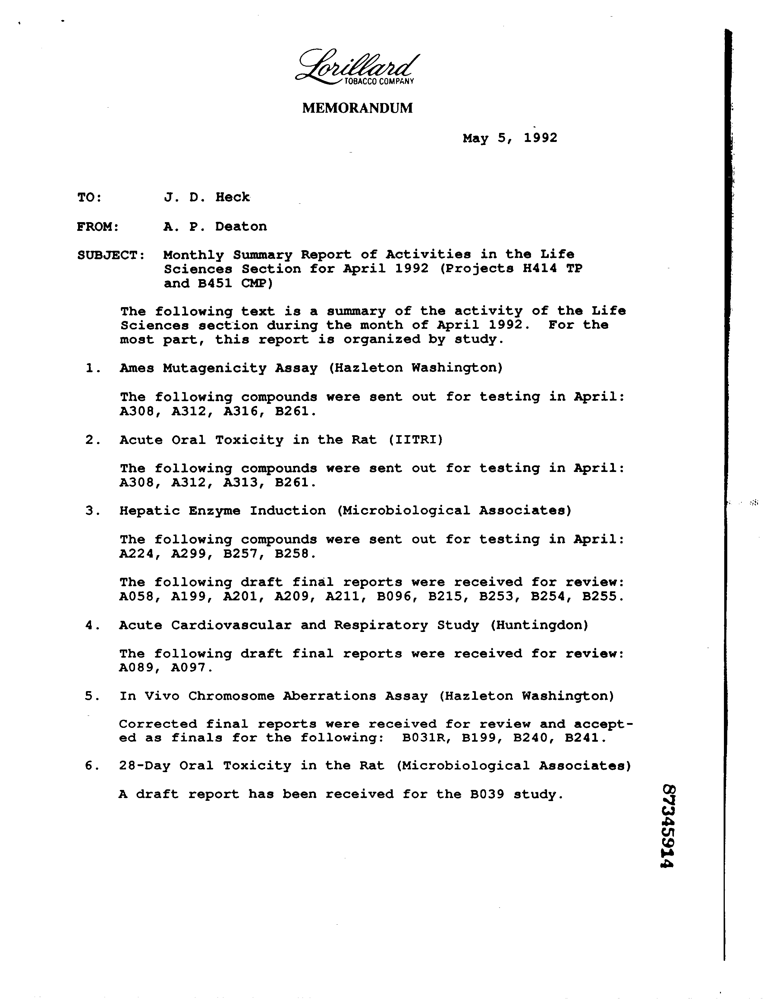 Lorillard
TOBACCO COMPANY
MEMORANDUM
May 5, 1992
TO: J. D. Heck
FROM: A. P. Deaton
SUBJECT: Monthly Summary Report of Activities in the Life
Sciences Section for April 1992 (Projects H414 TP
and B451 CMP)
The following text is a summary of the activity of the Life
Sciences section during the month of April 1992. For the
most part, this report is organized by study.
1. Ames Mutagenicity Assay (Hazleton Washington)
The following compounds were sent out for testing in April:
A308, A312, A316, B261.
2. Acute Oral Toxicity in the Rat (IITRI)
The following compounds were sent out for testing in April:
A308, A312, A313, B261.
3. Hepatic Enzyme Induction (Microbiological Associates)
The following compounds were sent out for testing in April:
A224, A299, B257, B258.
The following draft final reports were received for review:
A058, A199, A201, A209, A211, B096, B215, B253, B254, B255.
4. Acute Cardiovascular and Respiratory Study (Huntingdon)
The following draft final reports were received for review:
A089, A097.
5. In Vivo Chromosome Aberrations Assay (Hazleton Washington)
Corrected final reports were received for review and accept-
ed as finals for the following: B031R, B199, B240, B241.
6. 28-Day Oral Toxicity in the Rat (Microbiological Associates)
A draft report has been received for the B039 study.
87345914